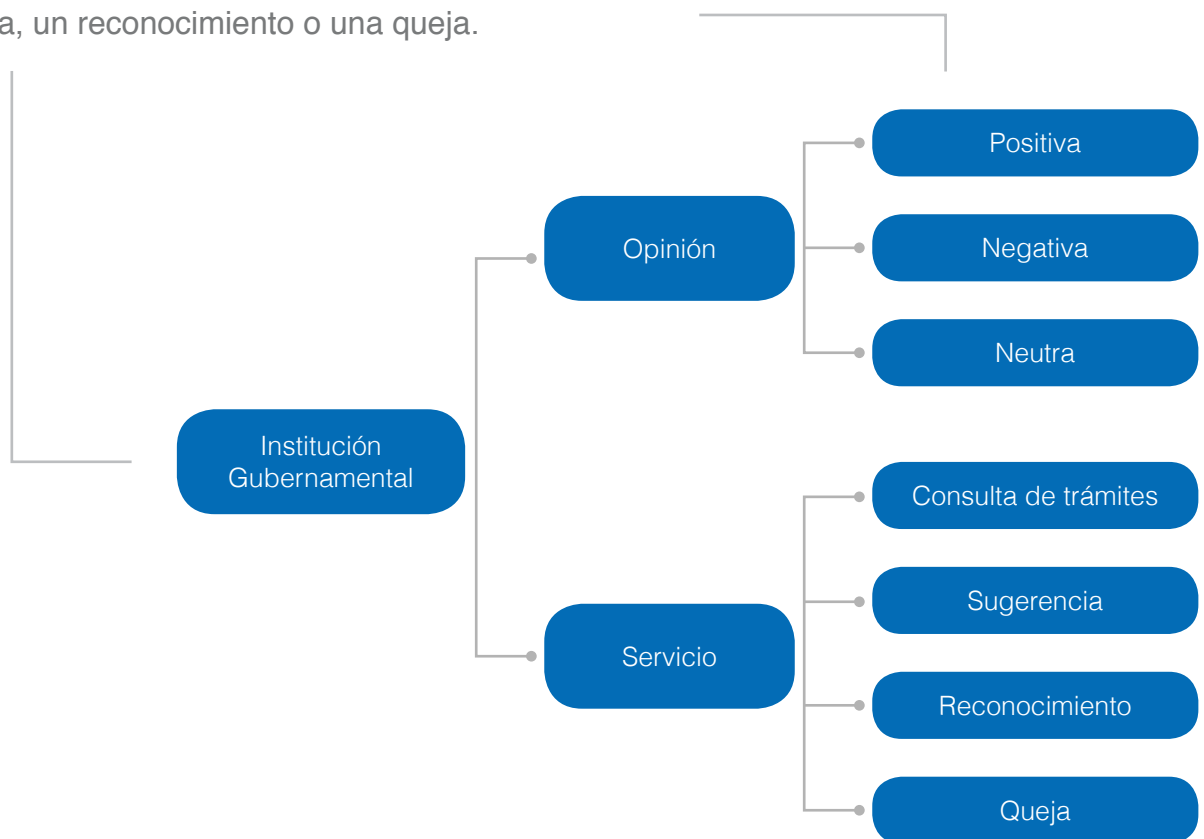 , un reconocimiento o una queja.
Positiva
Opinión
Negativa
Neutra
Institución
Gubernamental
Consulta de trámites
Sugerencia
Servicio
Reconocimiento
Queja